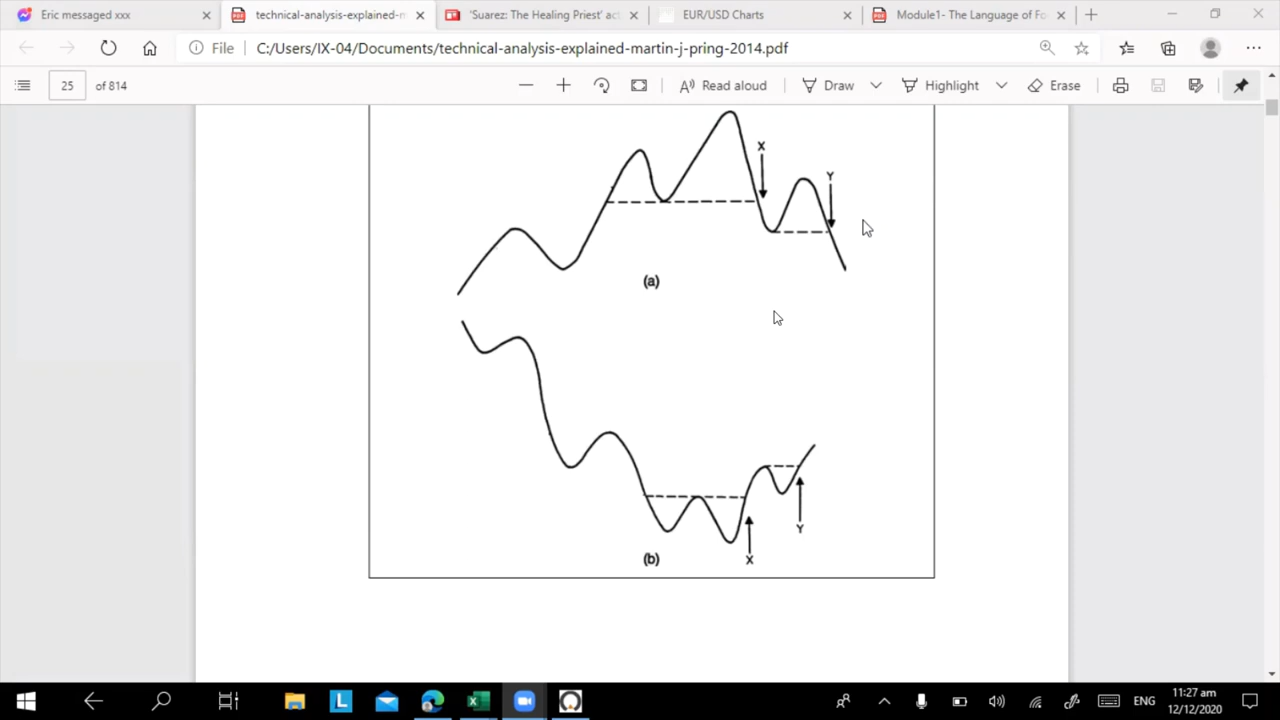 Eric messaged xxx
technical-analysis-explained-m
'Suarez: The Healing Priest' act
EUR/USD Charts
Module1- The Language of Fo
File
C:/Users/IX-04/Documents/technical-analysis-explained-martin-j-pring-2014.pdf
25
of 814
Read aloud
Draw
Highlight
Erase
X
Y
(a)
Y
(b)
X
ENG
11:27 am
12/12/2020